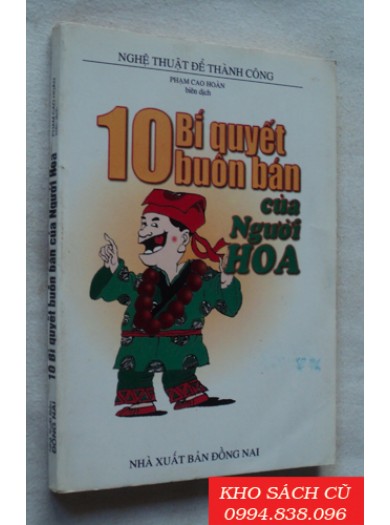 NGHỆ THUẬT ĐỂ THÀNH CÔNG
PHẠM CAO HOÀN
biên dịch
10 Bí quyết
buôn bán
của
Người
HOA
NHÀ XUẤT BẢN ĐỒNG NAI
10 Bí quyết buôn bán của Người Hoa
KHO SÁCH CŨ
0994.838.096